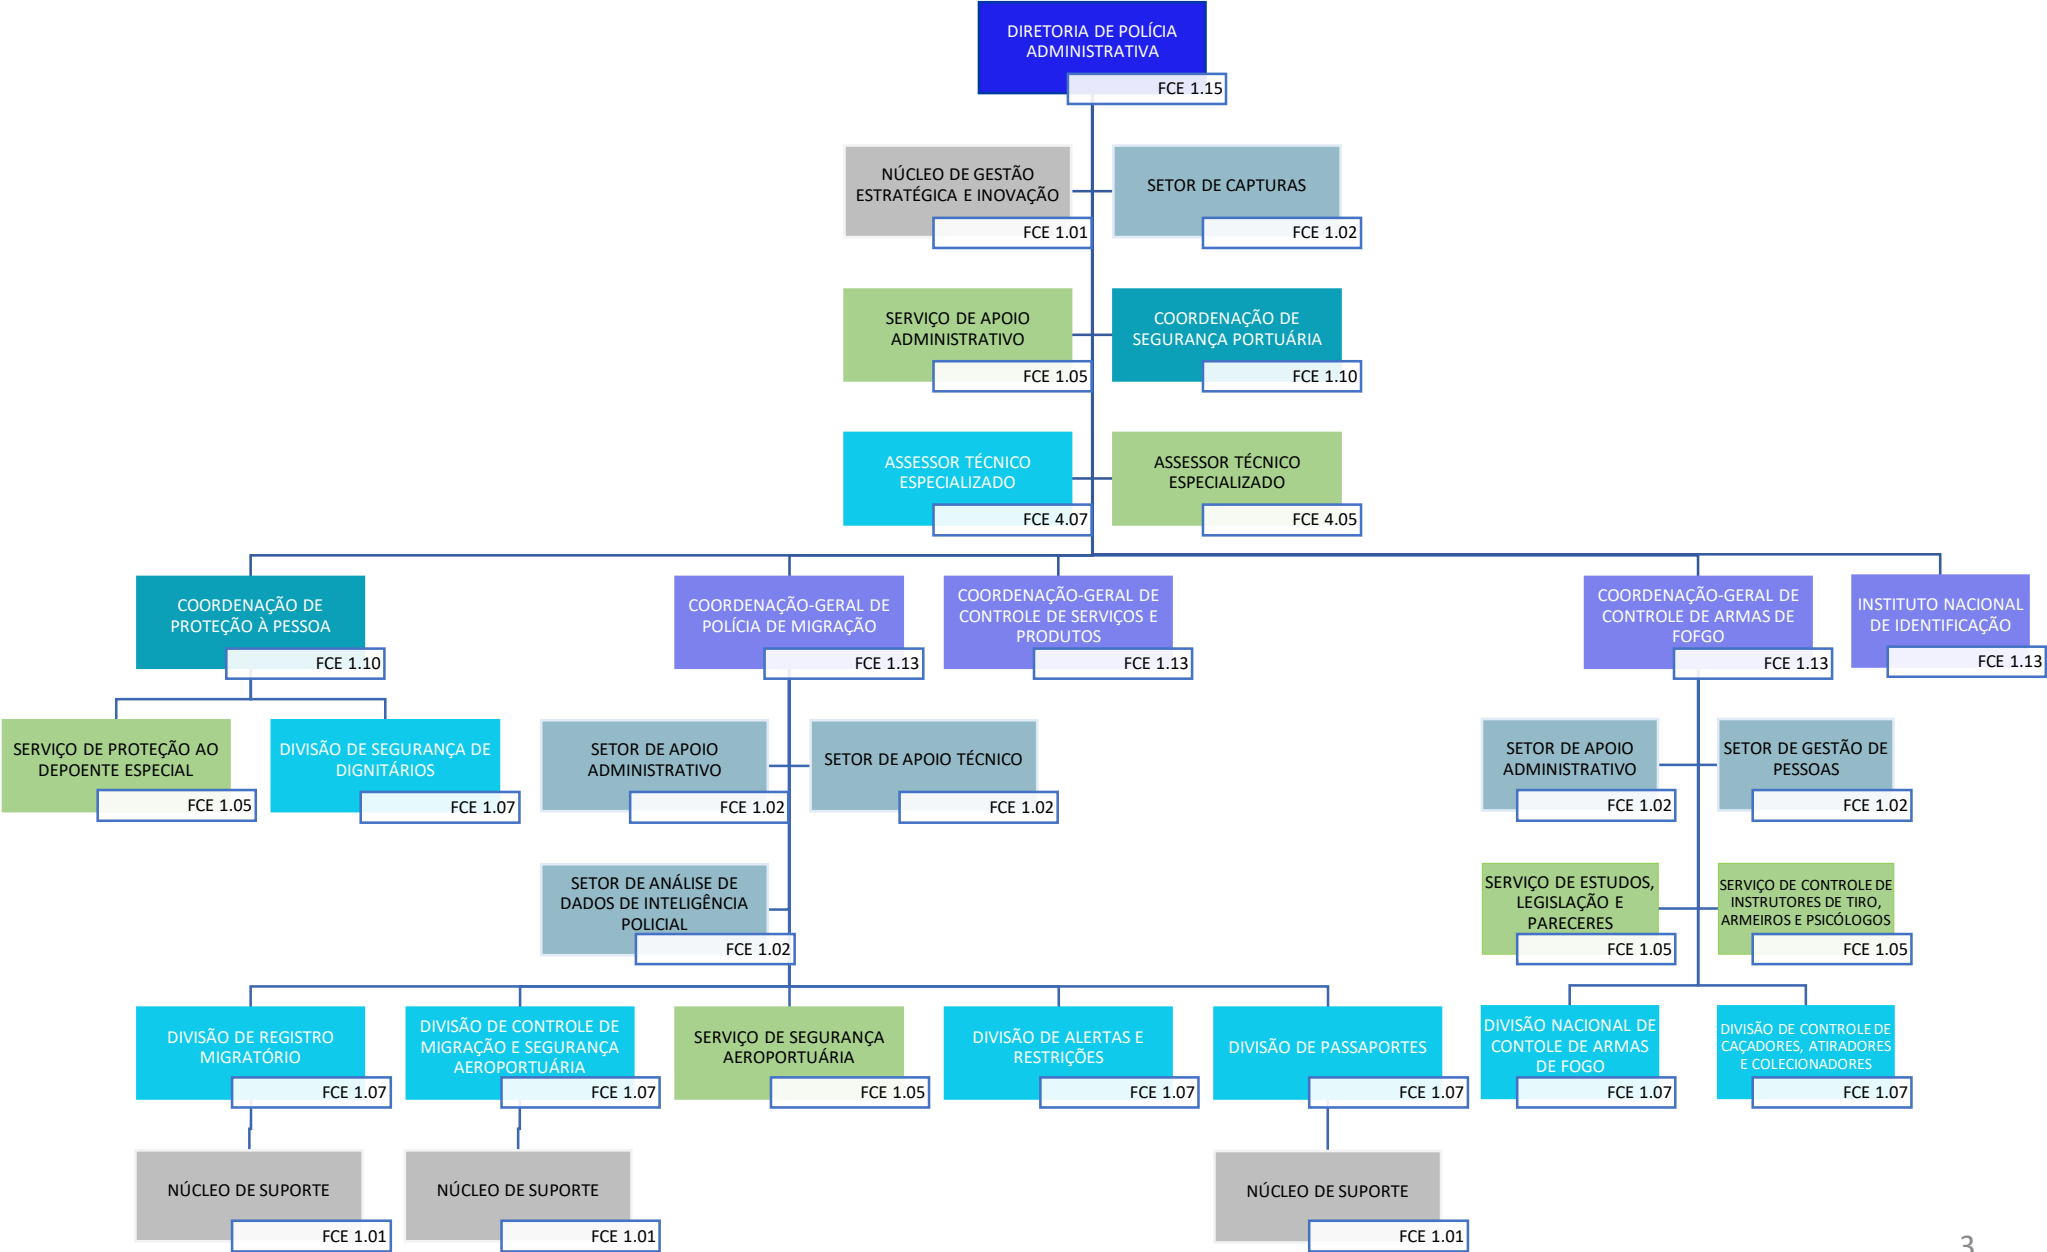 DIRETORIA DE POLÍCIA
ADMINISTRATIVA
FCE 1.15
NÚCLEO DE GESTÃO
ESTRATÉGICA E INOVAÇÃO
FCE 1.01
SETOR DE CAPTURAS
FCE 1.02
SERVIÇO DE APOIO
ADMINISTRATIVO
FCE 1.05
COORDENAÇÃO DE
SEGURANÇA PORTUÁRIA
FCE 1.10
ASSESSOR TÉCNICO
ESPECIALIZADO
FCE 4.07
ASSESSOR TÉCNICO
ESPECIALIZADO
FCE 4.05
COORDENAÇÃO DE
PROTEÇÃO À PESSOA
FCE 1.10
COORDENAÇÃO-GERAL DE
POLÍCIA DE MIGRAÇÃO
FCE 1.13
COORDENAÇÃO-GERAL DE
CONTROLE DE SERVIÇOS E
PRODUTOS
FCE 1.13
COORDENAÇÃO-GERAL DE
CONTROLE DE ARMAS DE
FOFGO
FCE 1.13
INSTITUTO NACIONAL
DE IDENTIFICAÇÃO
FCE 1.13
SERVIÇO DE PROTEÇÃO AO
DEPOENTE ESPECIAL
FCE 1.05
DIVISÃO DE SEGURANÇA DE
DIGNITÁRIOS
FCE 1.07
SETOR DE APOIO
ADMINISTRATIVO
FCE 1.02
SETOR DE APOIO TÉCNICO
FCE 1.02
SETOR DE APOIO
ADMINISTRATIVO
FCE 1.02
SETOR DE GESTÃO DE
PESSOAS
FCE 1.02
SETOR DE ANÁLISE DE
DADOS DE INTELIGÊNCIA
POLICIAL
FCE 1.02
SERVIÇO DE ESTUDOS,
LEGISLAÇÃO E
PARECERES
FCE 1.05
SERVIÇO DE CONTROLE DE
INSTRUTORES DE TIRO,
ARMEIROS E PSICÓLOGOS
FCE 1.05
DIVISÃO DE REGISTRO
MIGRATÓRIO
FCE 1.07
DIVISÃO DE CONTROLE DE
MIGRAÇÃO E SEGURANÇA
AEROPORTUÁRIA
FCE 1.07
SERVIÇO DE SEGURANÇA
AEROPORTUÁRIA
FCE 1.05
DIVISÃO DE ALERTAS E
RESTRIÇÕES
FCE 1.07
DIVISÃO DE PASSAPORTES
FCE 1.07
DIVISÃO NACIONAL DE
CONTOLE DE ARMAS
DE FOGO
FCE 1.07
DIVISÃO DE CONTROLE DE
CAÇADORES, ATIRADORES
E COLECIONADORES
FCE 1.07
NÚCLEO DE SUPORTE
FCE 1.01
NÚCLEO DE SUPORTE
FCE 1.01
NÚCLEO DE SUPORTE
FCE 1.01
3